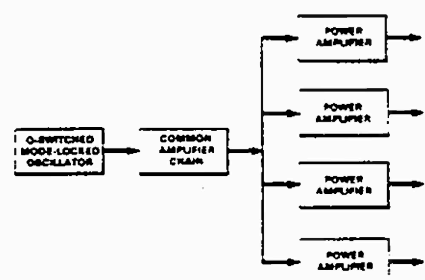 POWER
AMPLIFIER
POWER
AMPLIFIER
Q-SWITCHED
MODE-LOCKED
OSCILLATOR
COMMON
AMPLIFIER
CHAIN
POWER
AMPLIFIER
POWER
AMPLIFIER